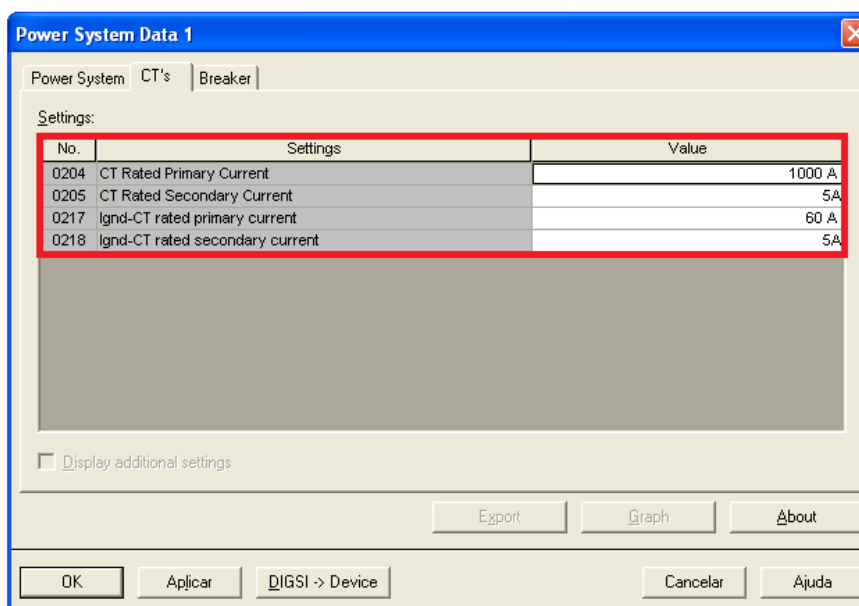 Power System Data 1
Power System CT's Breaker
Settings:
No. Settings Value
0204 CT Rated Primary Current 1000 A
0205 CT Rated Secondary Current 5A
0217 Ignd-CT rated primary current 60 A
0218 Ignd-CT rated secondary current 5A
Display additional settings
Export Graph About
OK Aplicar DIGSI -> Device Cancelar Ajuda